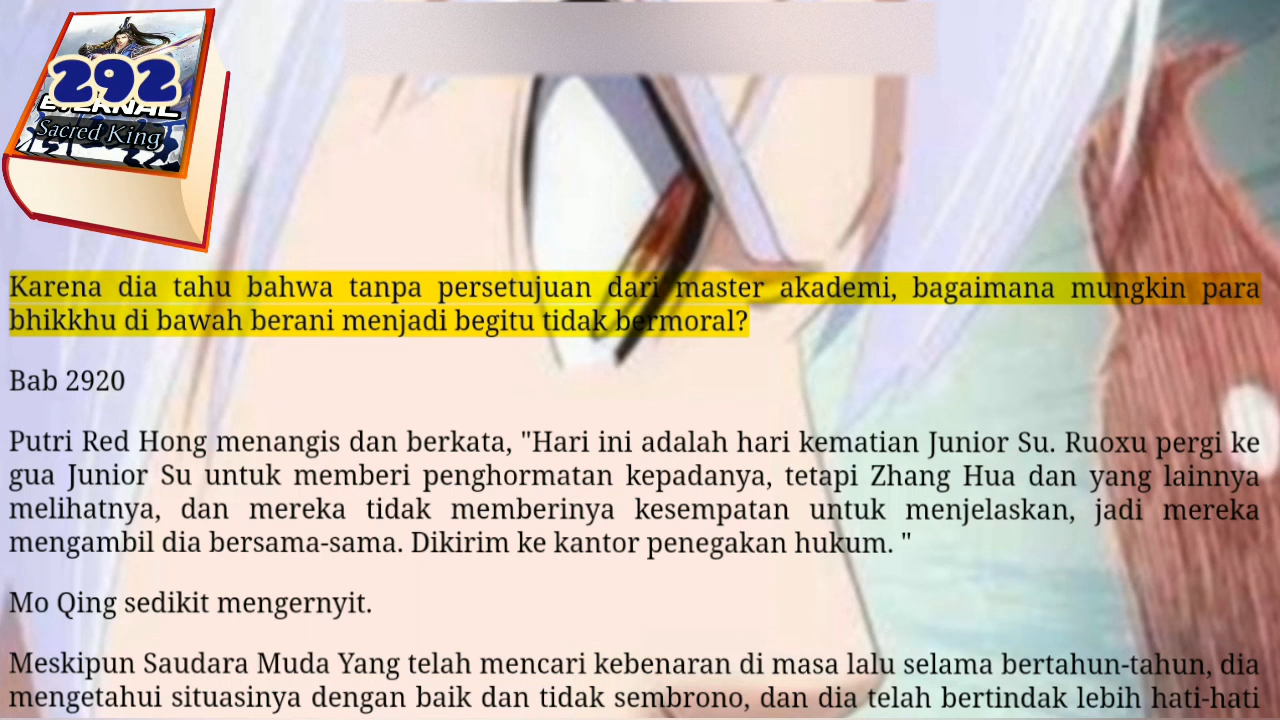 292
ETERNAL
Sacred King
Karena dia tahu bahwa tanpa persetujuan dari master akademi, bagaimana mungkin para
bhikkhu di bawah berani menjadi begitu tidak bermoral?
Bab 2920
Putri Red Hong menangis dan berkata, "Hari ini adalah hari kematian Junior Su. Ruoxu pergi ke
gua Junior Su untuk memberi penghormatan kepadanya, tetapi Zhang Hua dan yang lainnya
melihatnya, dan mereka tidak memberinya kesempatan untuk menjelaskan, jadi mereka
mengambil dia bersama-sama. Dikirim ke kantor penegakan hukum. "
Mo Qing sedikit mengernyit.
Meskipun Saudara Muda Yang telah mencari kebenaran di masa lalu selama bertahun-tahun, dia
mengetahui situasinya dengan baik dan tidak sembrono, dan dia telah bertindak lebih hati-hati